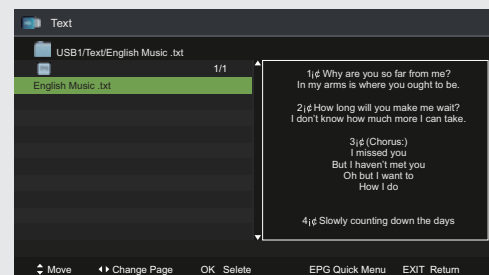 Text
USB1/Text/English Music .txt
1/1
English Music .txt
1¡¢ Why are you so far from me?
In my arms is where you ought to be.
2¡¢ How long will you make me wait?
I don't know how much more I can take.
3¡¢ (Chorus:)
I missed you
But I haven't met you
Oh but I want to
How I do
4¡¢ Slowly counting down the days
Move Change Page OK Selete EPG Quick Menu EXIT Return